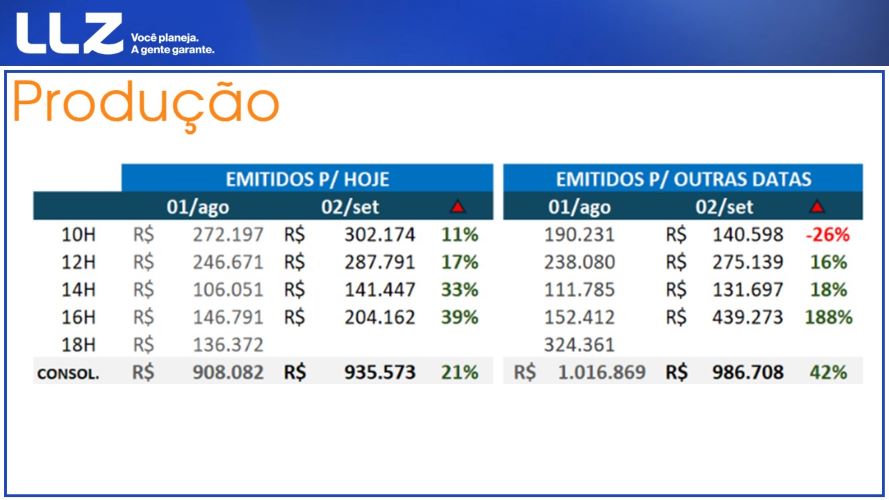 LLZ Você planeja.
A gente garante.
Produção
EMITIDOS P/ HOJE EMITIDOS P/ OUTRAS DATAS
01/ago 02/set 01/ago 02/set
10H R$ 272.197 R$ 302.174 11% 190.231 R$ 140.598 -26%
12H R$ 246.671 R$ 287.791 17% 238.080 R$ 275.139 16%
14H R$ 106.051 R$ 141.447 33% 111.785 R$ 131.697 18%
16H R$ 146.791 R$ 204.162 39% 152.412 R$ 439.273 188%
18H R$ 136.372 324.361
CONSOL. R$ 908.082 R$ 935.573 21% R$ 1.016.869 R$ 986.708 42%